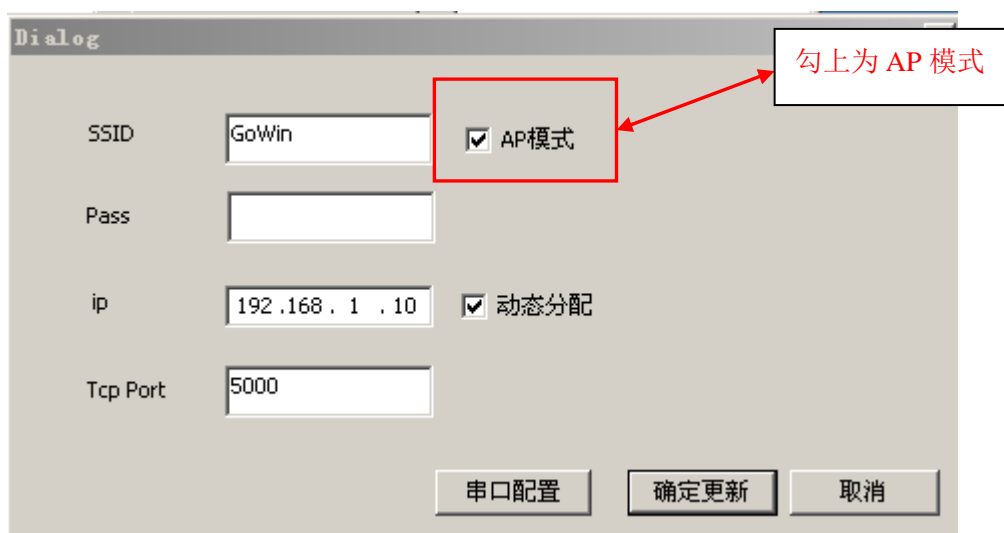 Dialog
勾上为 AP 模式
SSID
GoWin
AP模式
Pass
ip
192 .168 . 1 . 10
动态分配
Tcp Port
5000
串口配置
确定更新
取消